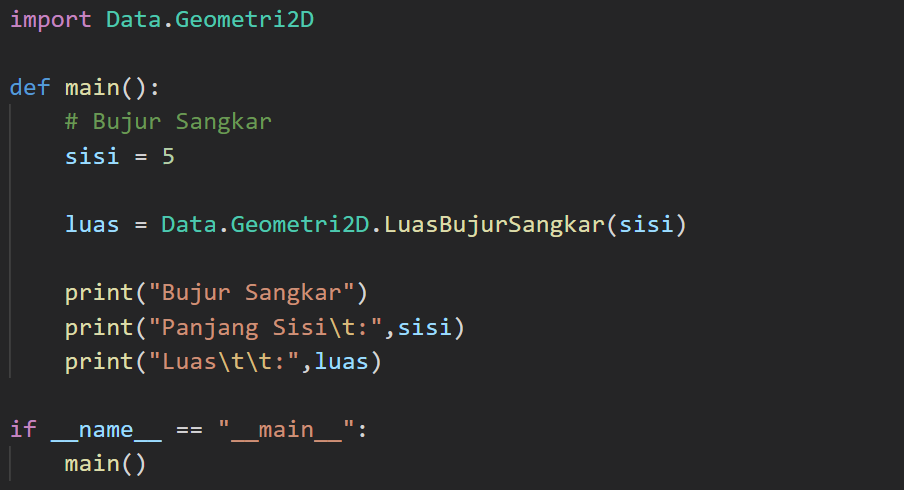 import Data.Geometri2D
def main():
    # Bujur Sangkar
    sisi = 5
    luas = Data.Geometri2D.LuasBujurSangkar(sisi)
    print("Bujur Sangkar")
    print("Panjang Sisi\t:",sisi)
    print("Luas\t\t:",luas)
if __name__ == "__main__":
    main()